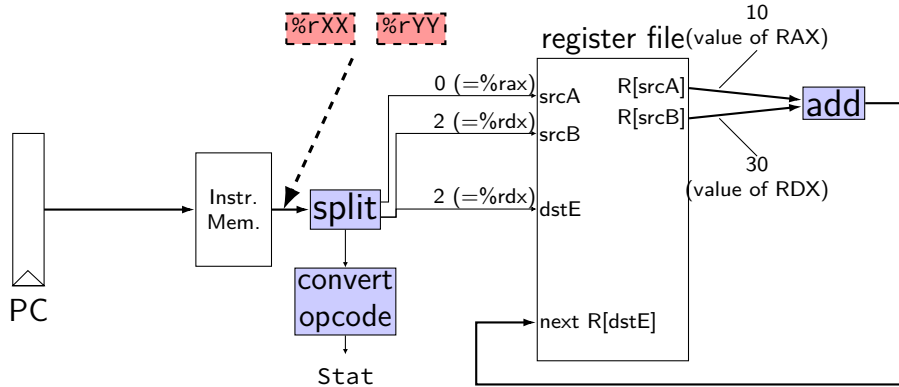 %rXX %rYY
10
(value of RAX)
register file
0 (=%rax)
srcA
R[srcA]
add
2 (=%rdx)
srcB
R[srcB]
30
(value of RDX)
Instr.
Mem.
split
2 (=%rdx)
dstE
PC
convert
opcode
next R[dstE]
Stat